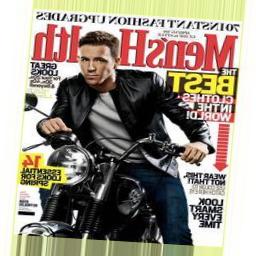 70 INSTANT FASHION UPGRADES
Men'sHealth
THE
BEST
CLOTHES
IN THE
WORLD!
GREAT
LOOKS
WEAR THIS,
NOT THAT!
LOOK
SMART
EVERY
TIME
14
ESSENTIAL
LOOKS FOR
SPRING